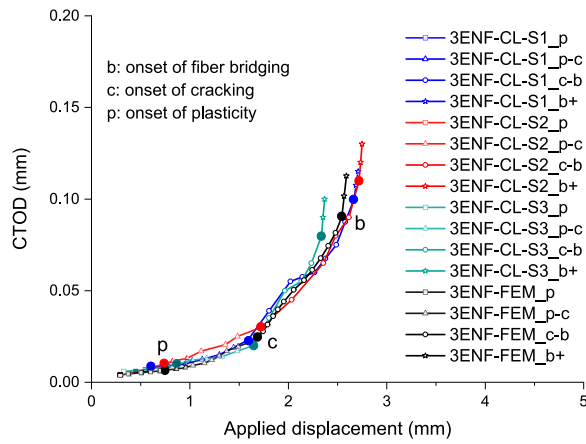 0.20
0.15
0.10
0.05
0.00
CTOD (mm)
b: onset of fiber bridging
c: onset of cracking
p: onset of plasticity
p
c
b
0
1
2
3
4
5
Applied displacement (mm)
3ENF-CL-S1_p
3ENF-CL-S1_p-c
3ENF-CL-S1_c-b
3ENF-CL-S1_b+
3ENF-CL-S2_p
3ENF-CL-S2_p-c
3ENF-CL-S2_c-b
3ENF-CL-S2_b+
3ENF-CL-S3_p
3ENF-CL-S3_p-c
3ENF-CL-S3_c-b
3ENF-CL-S3_b+
3ENF-FEM_p
3ENF-FEM_p-c
3ENF-FEM_c-b
3ENF-FEM_b+